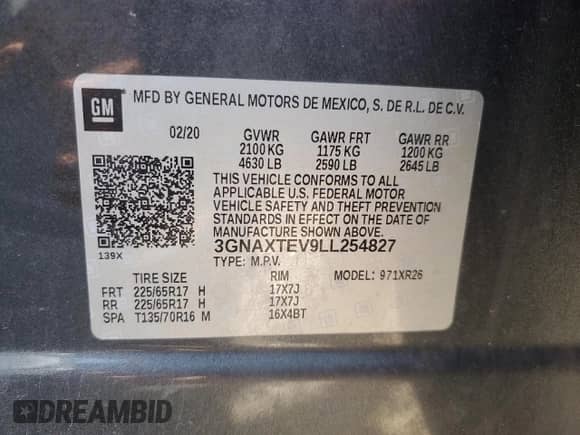 GM
MFD BY GENERAL MOTORS DE MEXICO, S. DE R.L. DE C.V.
02/20 GVWR GAWR FRT GAWR RR
2100 KG 1175 KG 1200 KG
4630 LB 2590 LB 2645 LB
THIS VEHICLE CONFORMS TO ALL
APPLICABLE U.S. FEDERAL MOTOR
VEHICLE SAFETY AND THEFT PREVENTION
STANDARDS IN EFFECT ON THE DATE OF
MANUFACTURE SHOWN ABOVE.
139X 3GNAXTEV9LL254827
TYPE: M.P.V. MODEL: 971XR26
TIRE SIZE RIM
FRT 225/65R17 H 17X7J
RR 225/65R17 H 17X7J
SPA T135/70R16 M 16X4BT
DREAMBID